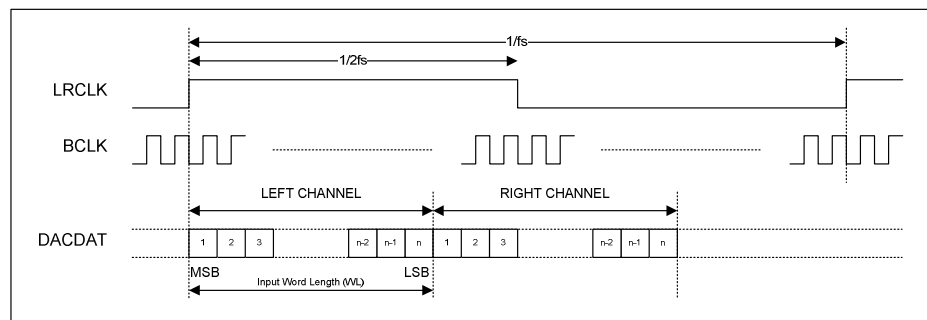 1/fs
1/2fs
LRCLK
BCLK
LEFT CHANNEL
RIGHT CHANNEL
DACDAT
1 2 3 n-2 n-1 n 1 2 3 n-2 n-1 n
MSB LSB
Input Word Length (WL)